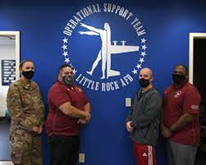 OPERATIONAL SUPPORT TEAM
LITTLE ROCK AFB